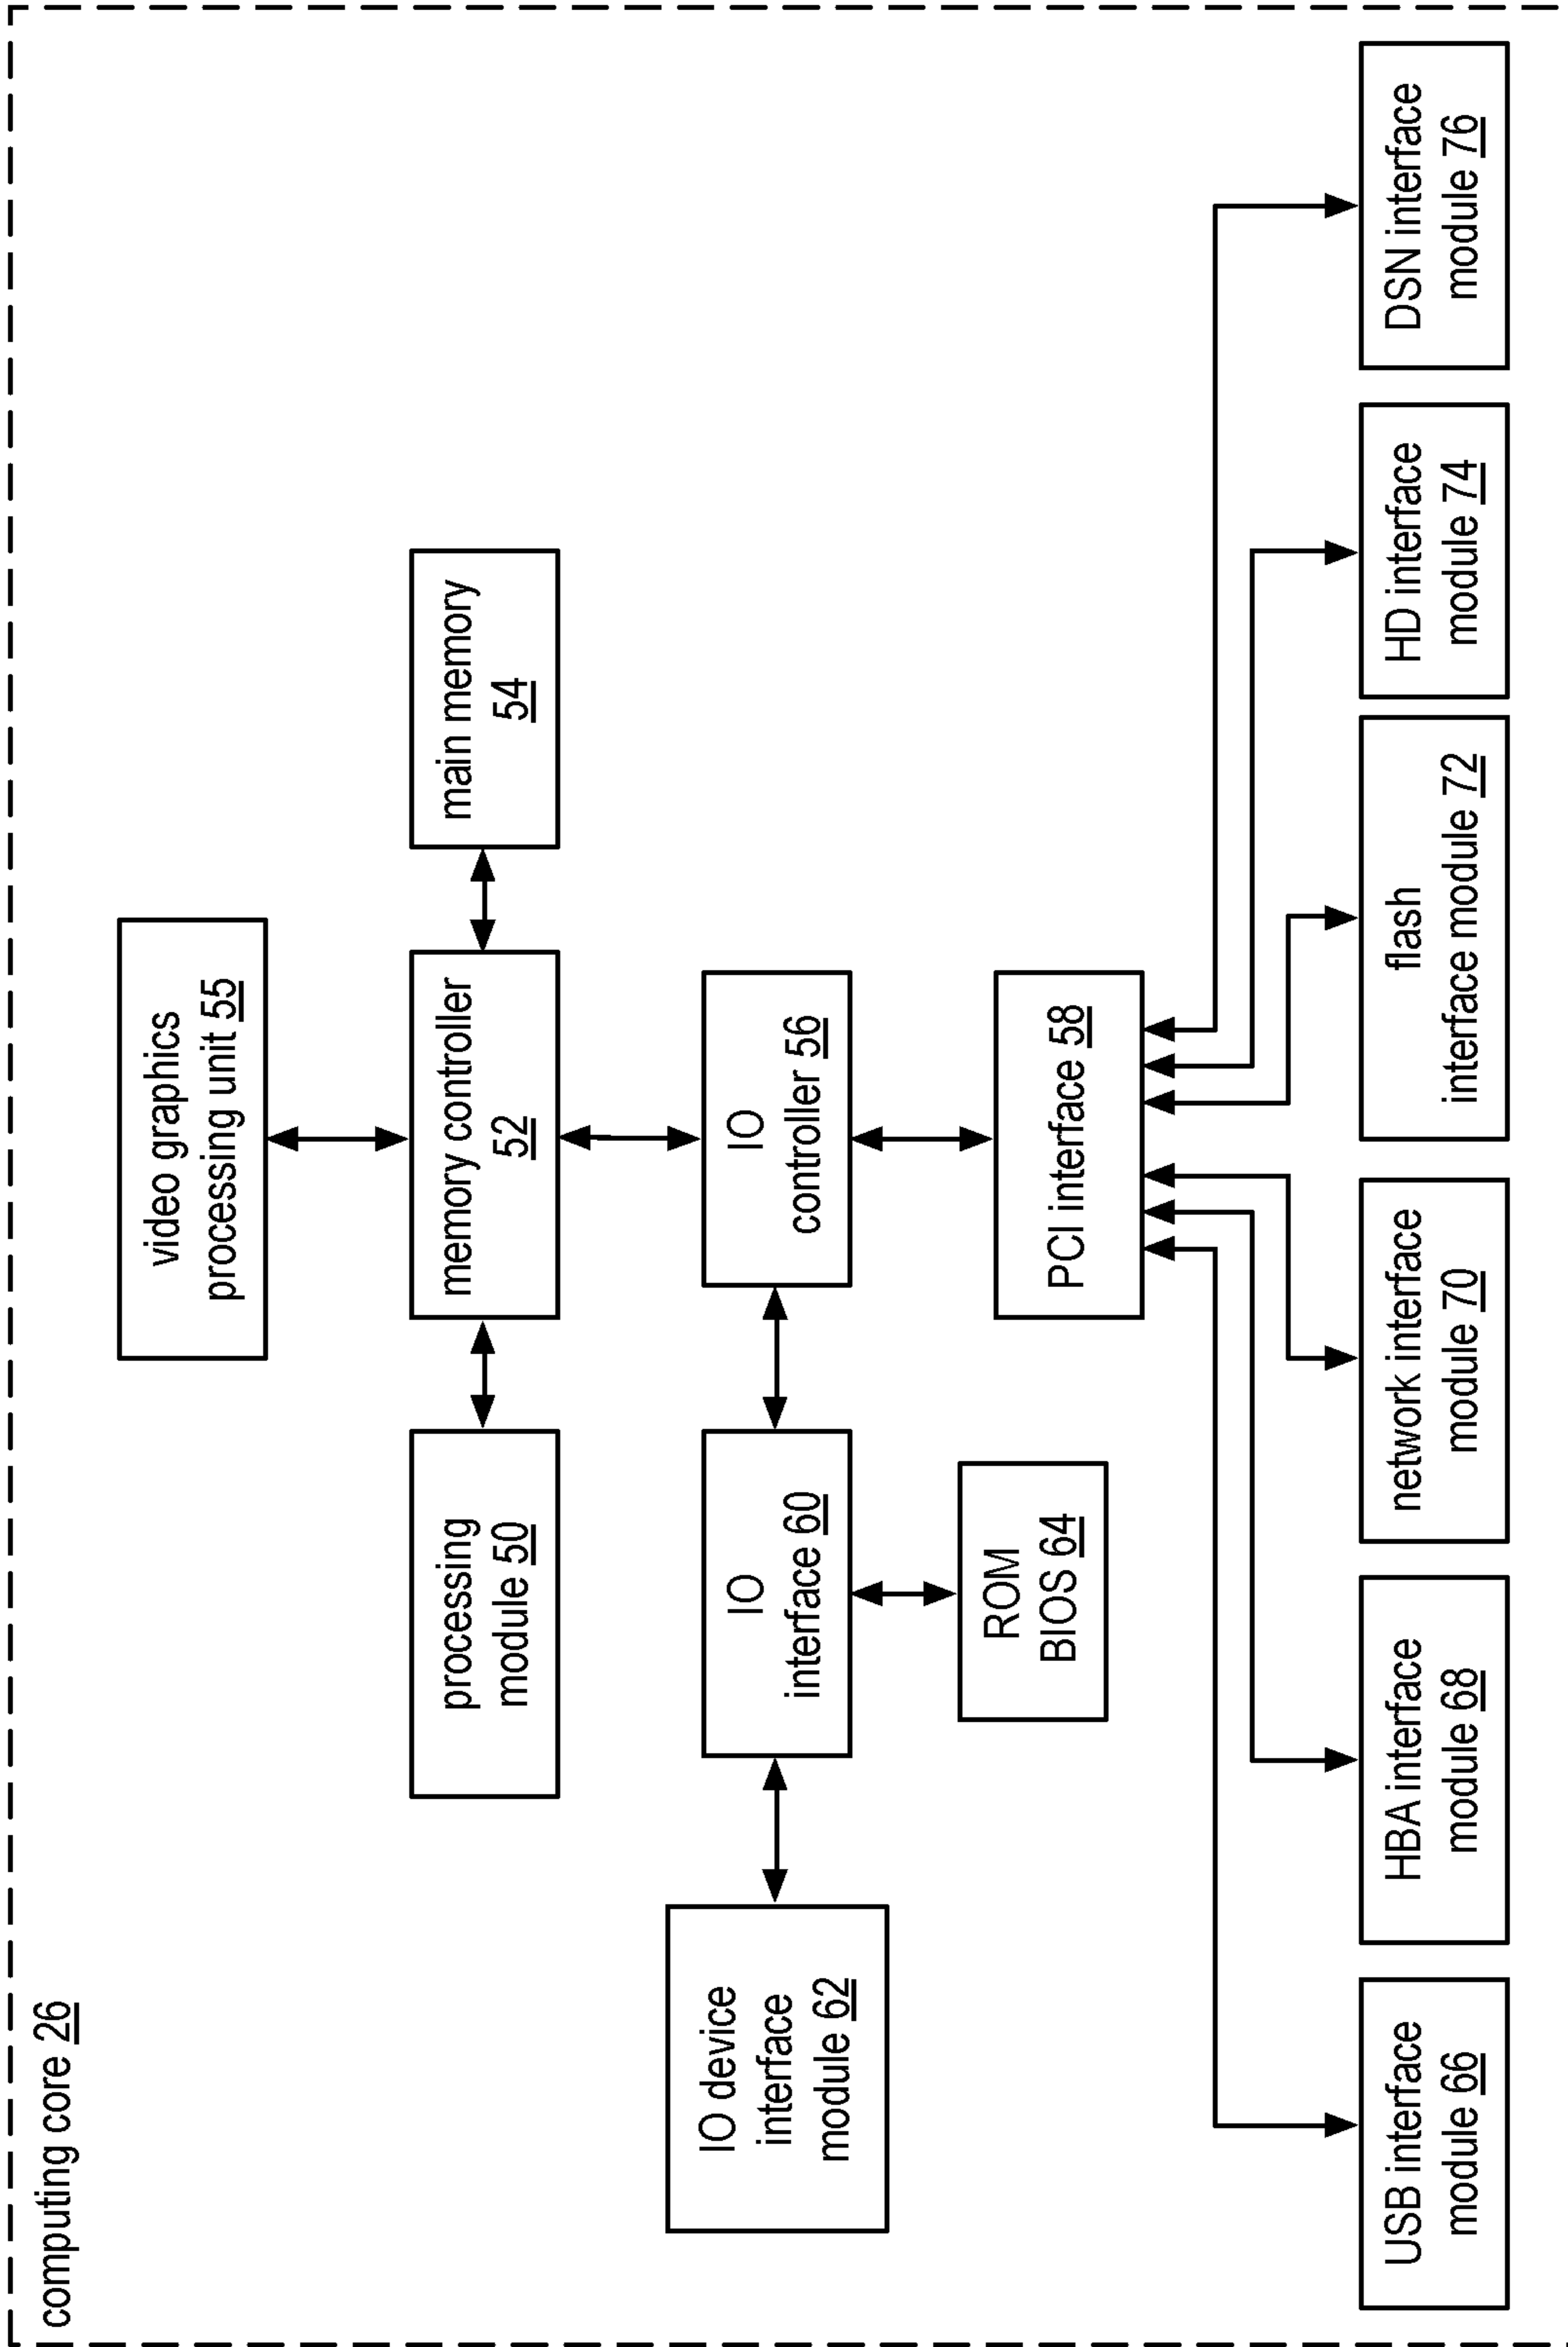 computing core 26
video graphics
processing unit 55
processing
module 50
memory controller
52
main memory
54
IO device
interface
module 62
IO
interface 60
IO
controller 56
ROM
BIOS 64
PCI interface 58
USB interface
module 66
HBA interface
module 68
network interface
module 70
flash
interface module 72
HD interface
module 74
DSN interface
module 76